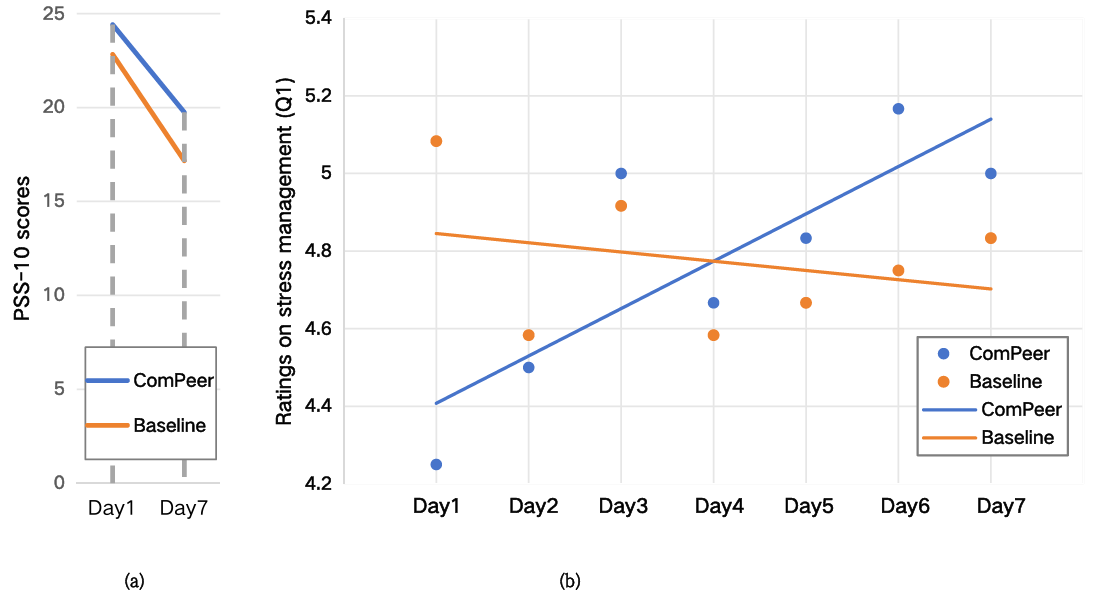 PSS-10 scores
25
20
15
10
5
0
ComPeer
Baseline
Day1 Day7
(a)
Ratings on stress management (Q1)
5.4
5.2
5
4.8
4.6
4.4
4.2
ComPeer
Baseline
ComPeer
Baseline
Day1 Day2 Day3 Day4 Day5 Day6 Day7
(b)